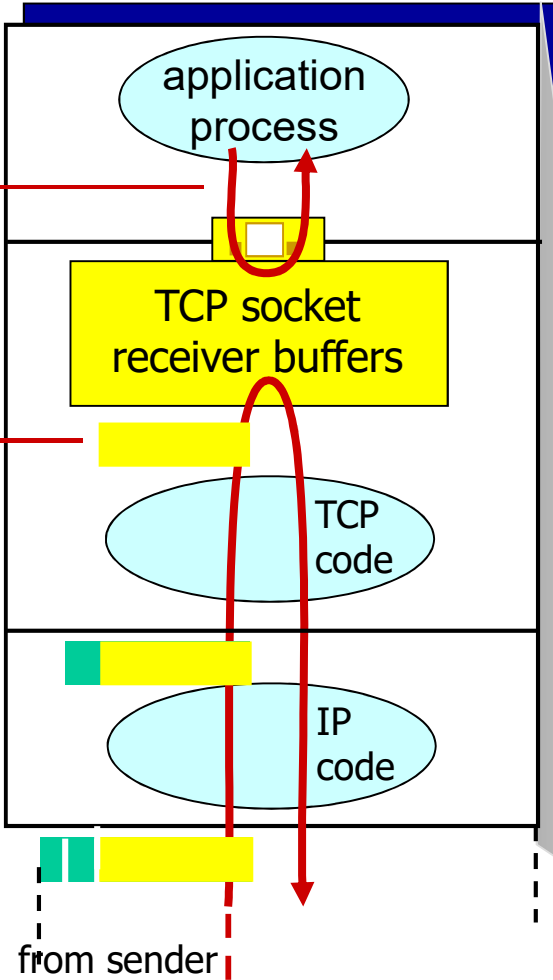 application
process
TCP socket
receiver buffers
TCP
code
IP
code
from sender